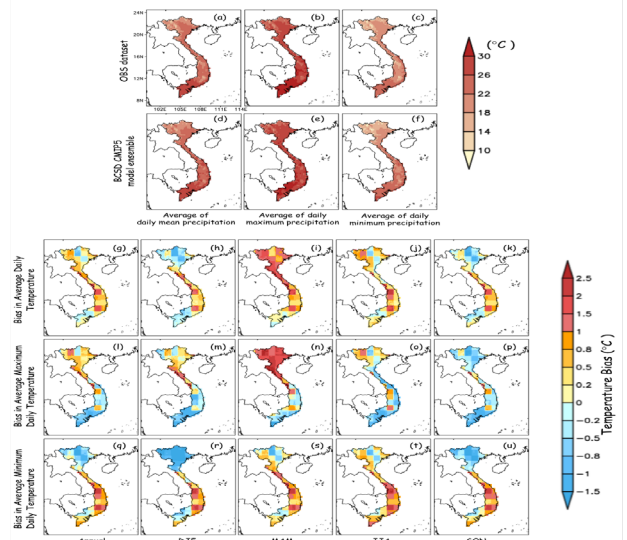 (a) (b) (c)
24N
20N
16N
12N
8N
102E 105E 108E 111E 114E
OBS dataset
(°C)
30
26
22
18
14
10
(d) (e) (f)
BCSD CMIP5
model ensemble
Average of
daily mean precipitation
Average of daily
maximum precipitation
Average of daily
minimum precipitation
(g) (h) (i) (j) (k)
Bias in Average Daily
Temperature
(l) (m) (n) (o) (p)
Bias in Average Maximum
Daily Temperature
(q) (r) (s) (t) (u)
Bias in Average Minimum
Daily Temperature
2.5
2
1.5
1
0.8
0.5
0.2
0
-0.2
-0.5
-0.8
-1
-1.5
Temperature Bias (°C)